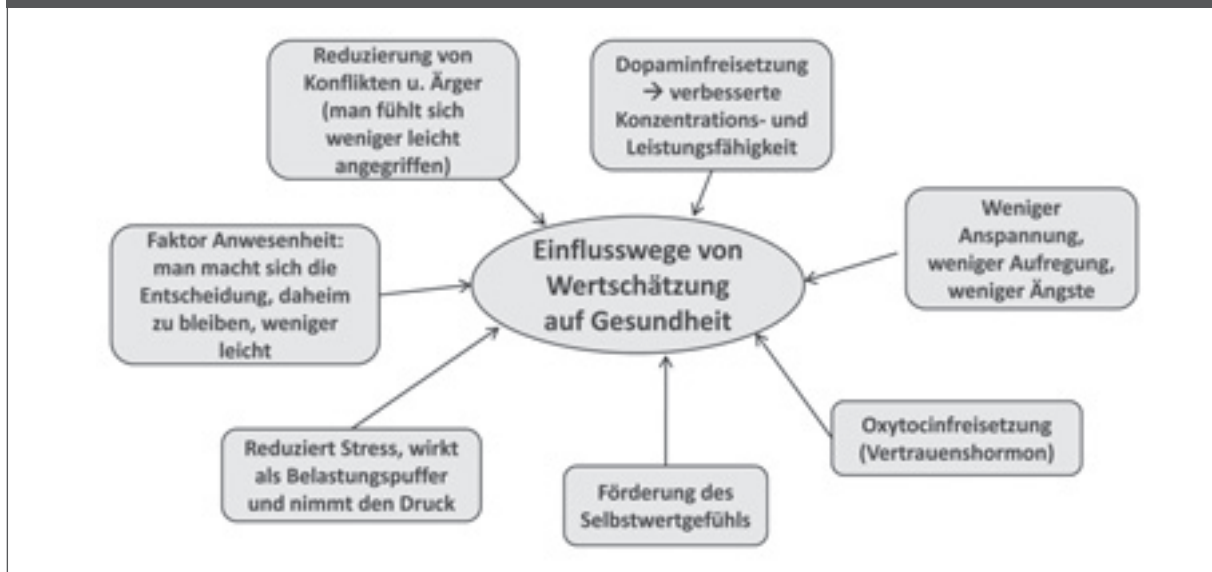 Reduzierung von
Konflikten u. Ärger
(man fühlt sich
weniger leicht
angegriffen)
Dopaminfreisetzung
→ verbesserte
Konzentrations- und
Leistungsfähigkeit
Weniger
Anspannung,
weniger Aufregung,
weniger Ängste
Faktor Anwesenheit:
man macht sich die
Entscheidung, daheim
zu bleiben, weniger
leicht
Einflusswege von
Wertschätzung
auf Gesundheit
Reduziert Stress, wirkt
als Belastungspuffer
und nimmt den Druck
Förderung des
Selbstwertgefühls
Oxytocinfreisetzung
(Vertrauenshormon)